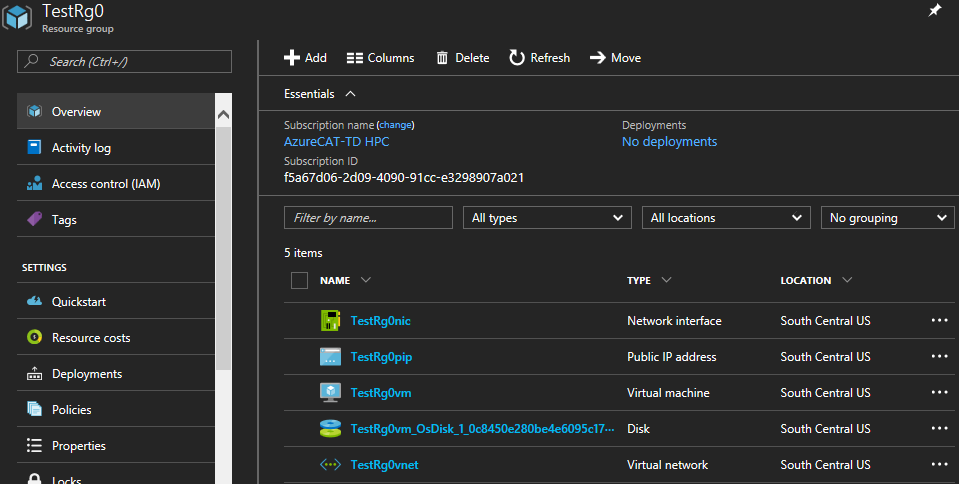 TestRg0
Resource group
Search (Ctrl+/)
Overview
Activity log
Access control (IAM)
Tags
SETTINGS
Quickstart
Resource costs
Deployments
Policies
Properties
Locks
Add Columns Delete Refresh Move
Essentials
Subscription name (change) Deployments
AzureCAT-TD HPC No deployments
Subscription ID
f5a67d06-2d09-4090-91cc-e3298907a021
Filter by name... All types All locations No grouping
5 items
NAME TYPE LOCATION
TestRg0nic Network interface South Central US ...
TestRg0pip Public IP address South Central US ...
TestRg0vm Virtual machine South Central US ...
TestRg0vm_OsDisk_1_0c8450e280be4e6095c17... Disk South Central US ...
TestRg0vnet Virtual network South Central US ...